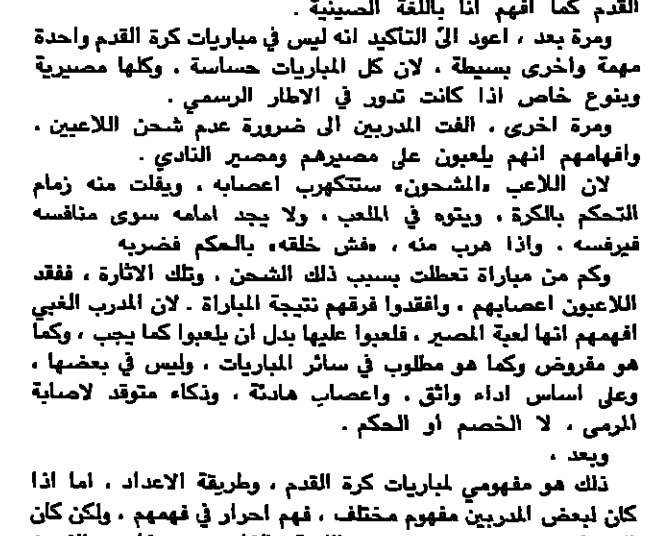 القدم كما افهم انا باللغة الصينية .
ومرة بعد ، اعود الىّ التاكيد انه ليس في مباريات كرة القدم واحدة
مهمة واخرى بسيطة ، لان كل المباريات حساسة ، وكلها مصيرية
وبنوع خاص اذا كانت تدور في الاطار الرسمي .
ومرة اخرى ، الفت المدربين الى ضرورة عدم شحن اللاعبين ،
وافهامهم انهم يلعبون على مصيرهم ومصير النادي .
لان اللاعب «المشحون» ستتكهرب اعصابه ، ويفلت منه زمام
التحكم بالكرة ، ويتوه في الملعب ، ولا يجد امامه سوى منافسه
فيرفسه ، واذا هرب منه ، «فش خلقه» بالحكم فضربه
وكم من مباراة تعطلت بسبب ذلك الشحن ، وتلك الاثارة ، ففقد
اللاعبون اعصابهم ، وافقدوا فرقهم نتيجة المباراة . لان المدرب الغبي
افهمهم انها لعبة المصير ، فلعبوا عليها بدل ان يلعبوا كما يجب ، وكما
هو مفروض وكما هو مطلوب في سائر المباريات ، وليس في بعضها ،
وعلى اساس اداء واثق ، واعصاب هادئة ، وذكاء متوقد لاصابة
المرمى ، لا الخصم او الحكم .
وبعد ،
ذلك هو مفهومي لمباريات كرة القدم ، وطريقة الاعداد ، اما اذا
كان لبعض المدربين مفهوم مختلف ، فهم احرار في فهمهم ، ولكن كان